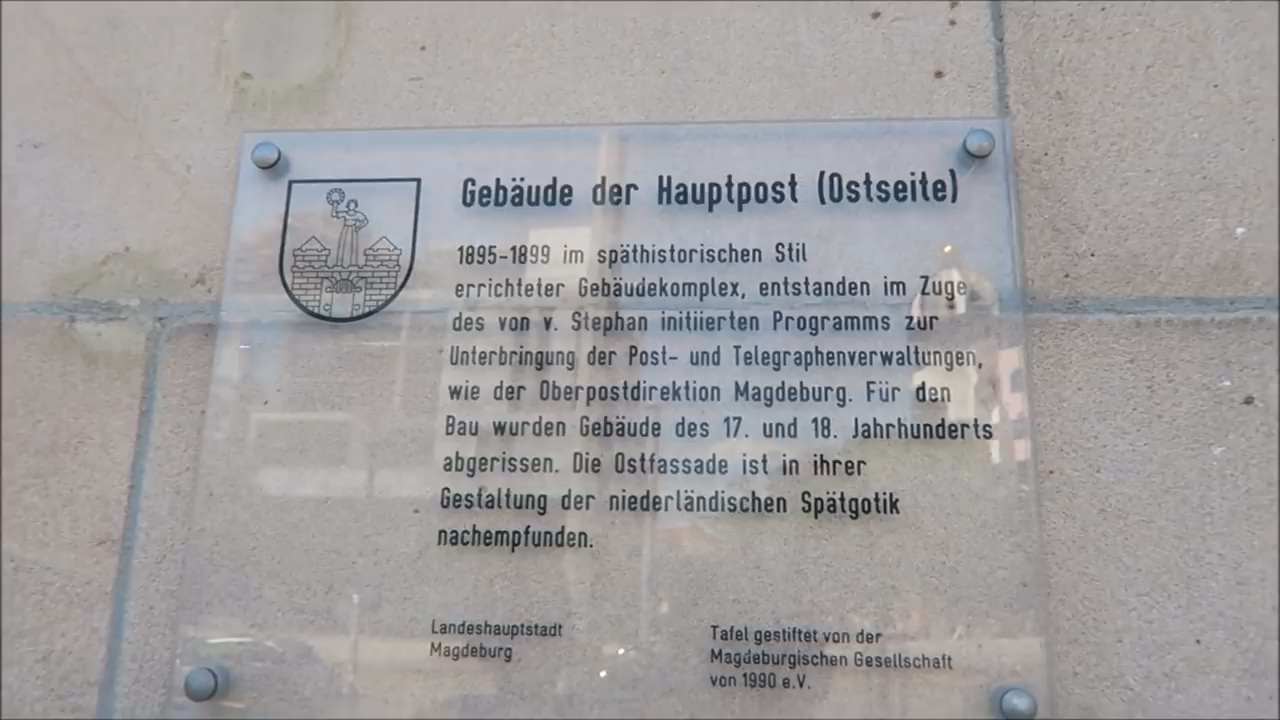 Gebäude der Hauptpost (Ostseite)
1895-1899 im späthistorischen Stil
errichteter Gebäudekomplex, entstanden im Zuge
des von v. Stephan initiierten Programms zur
Unterbringung der Post- und Telegraphenverwaltungen,
wie der Oberpostdirektion Magdeburg. Für den
Bau wurden Gebäude des 17. und 18. Jahrhunderts
abgerissen. Die Ostfassade ist in ihrer
Gestaltung der niederländischen Spätgotik
nachempfunden.
Landeshauptstadt
Magdeburg
Tafel gestiftet von der
Magdeburgischen Gesellschaft
von 1990 e.V.